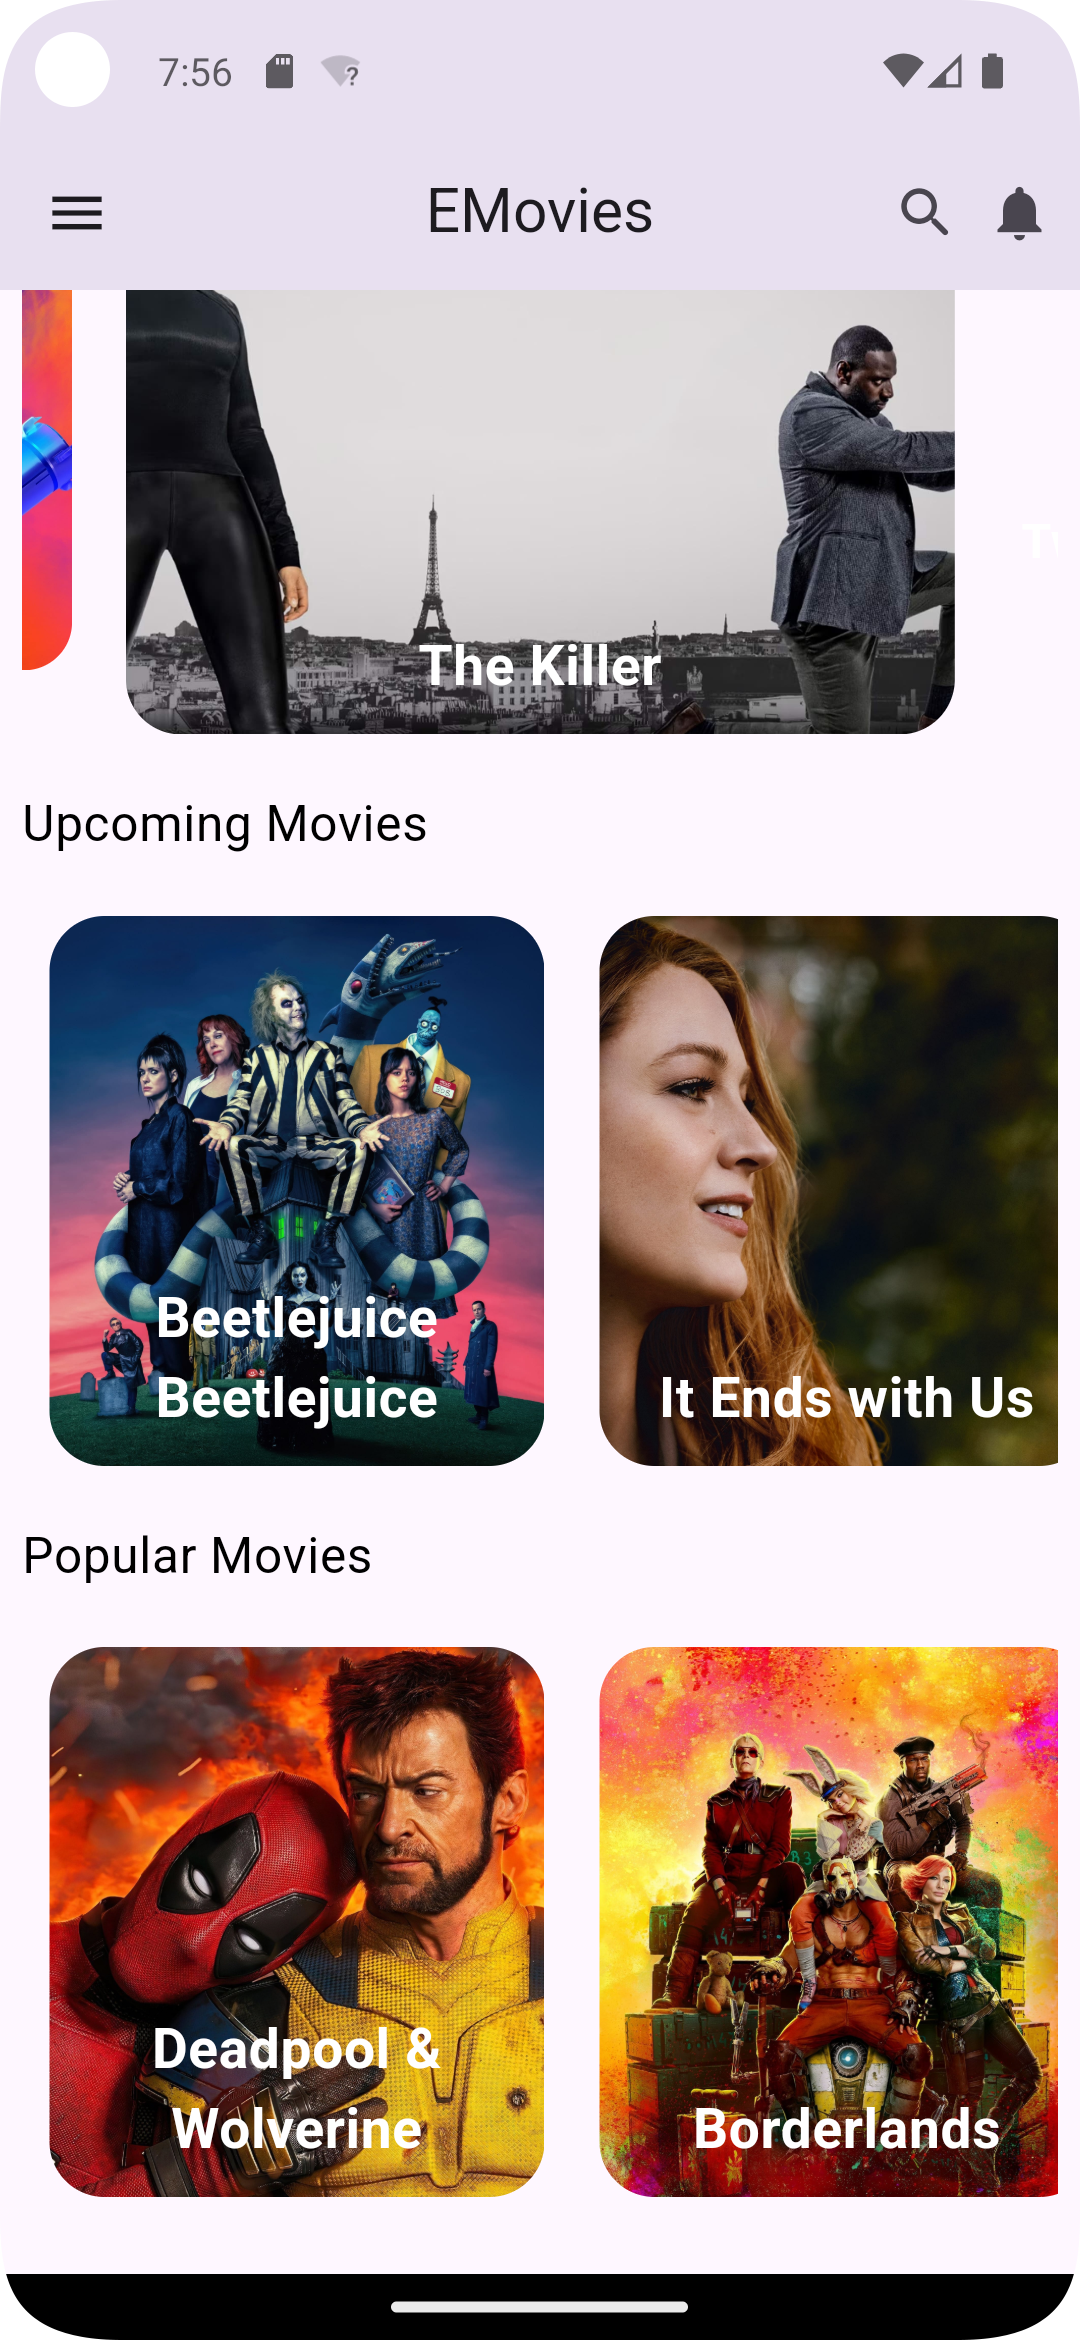 7:56
EMovies
The Killer
Upcoming Movies
Beetlejuice
Beetlejuice
It Ends with Us
Popular Movies
Deadpool &
Wolverine
Borderlands